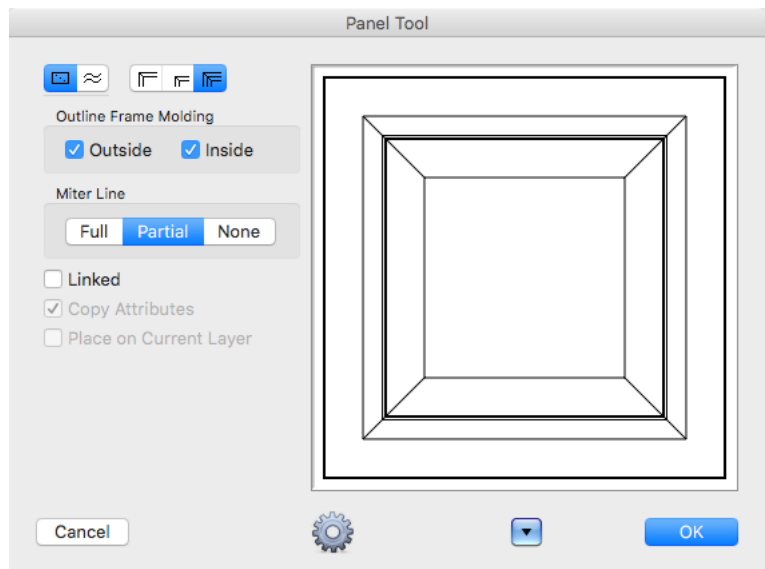 Panel Tool
Outline Frame Molding
Outside Inside
Miter Line
Full Partial None
Linked
Copy Attributes
Place on Current Layer
Cancel OK